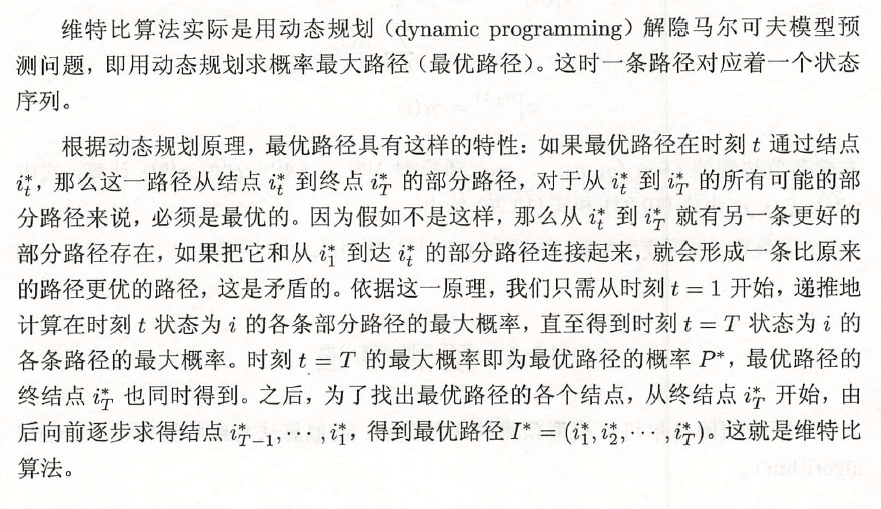 维特比算法实际是用动态规划（dynamic programming）解隐马尔可夫模型预
测问题，即用动态规划求概率最大路径（最优路径）。这时一条路径对应着一个状态
序列。
根据动态规划原理，最优路径具有这样的特性：如果最优路径在时刻 t 通过结点
i_t^*，那么这一路径从结点 i_t^* 到终点 i_T^* 的部分路径，对于从 i_t^* 到 i_T^* 的所有可能的部
分路径来说，必须是最优的。因为假如不是这样，那么从 i_t^* 到 i_T^* 就有另一条更好的
部分路径存在，如果把它和从 i_1^* 到达 i_t^* 的部分路径连接起来，就会形成一条比原来
的路径更优的路径，这是矛盾的。依据这一原理，我们只需从时刻 t = 1 开始，递推地
计算在时刻 t 状态为 i 的各条部分路径的最大概率，直至得到时刻 t = T 状态为 i 的
各条路径的最大概率。时刻 t = T 的最大概率即为最优路径的概率 P^*，最优路径的
终结点 i_T^* 也同时得到。之后，为了找出最优路径的各个结点，从终结点 i_T^* 开始，由
后向前逐步求得结点 i_{T-1}^*, ⋯, i_1^*，得到最优路径 I^* = (i_1^*, i_2^*, ⋯, i_T^*)。这就是维特比
算法。